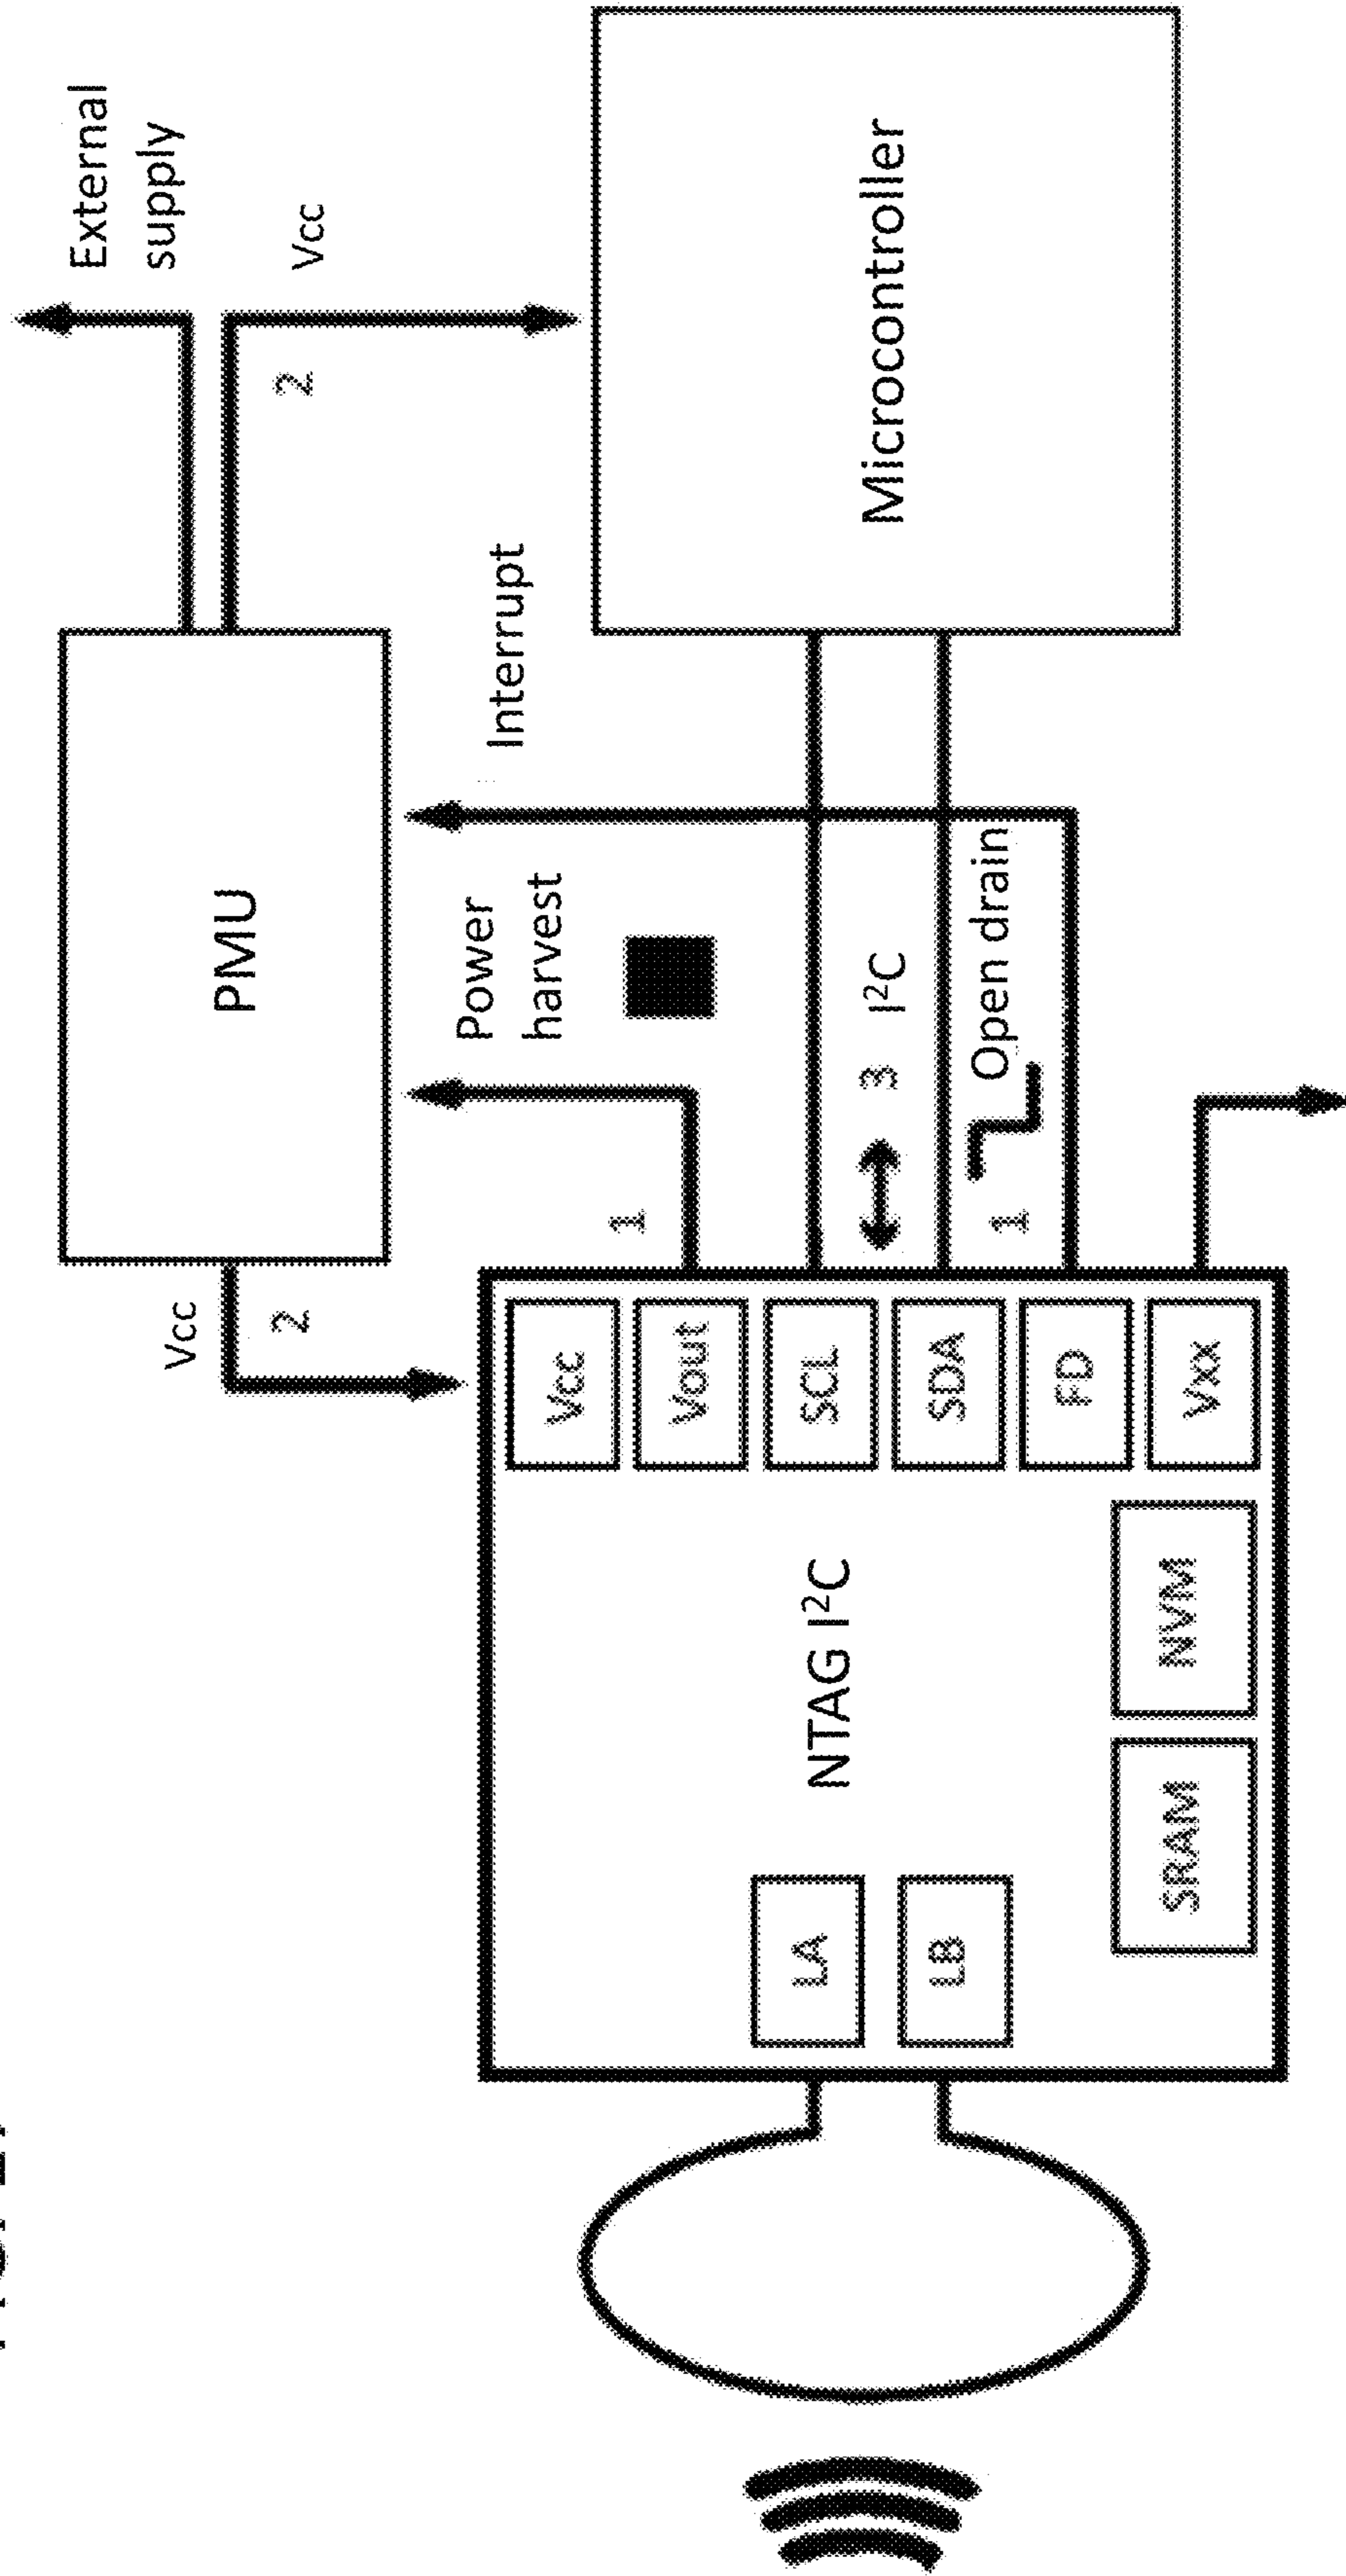 External
supply
Vcc
2
PMU
Vcc
2
Interrupt
Power
harvest
1
Microcontroller
3 I²C
1
Open drain
NTAG I²C
Vcc
Vout
SCL
SDA
FD
Vxx
LA
LB
SRAM
NVM